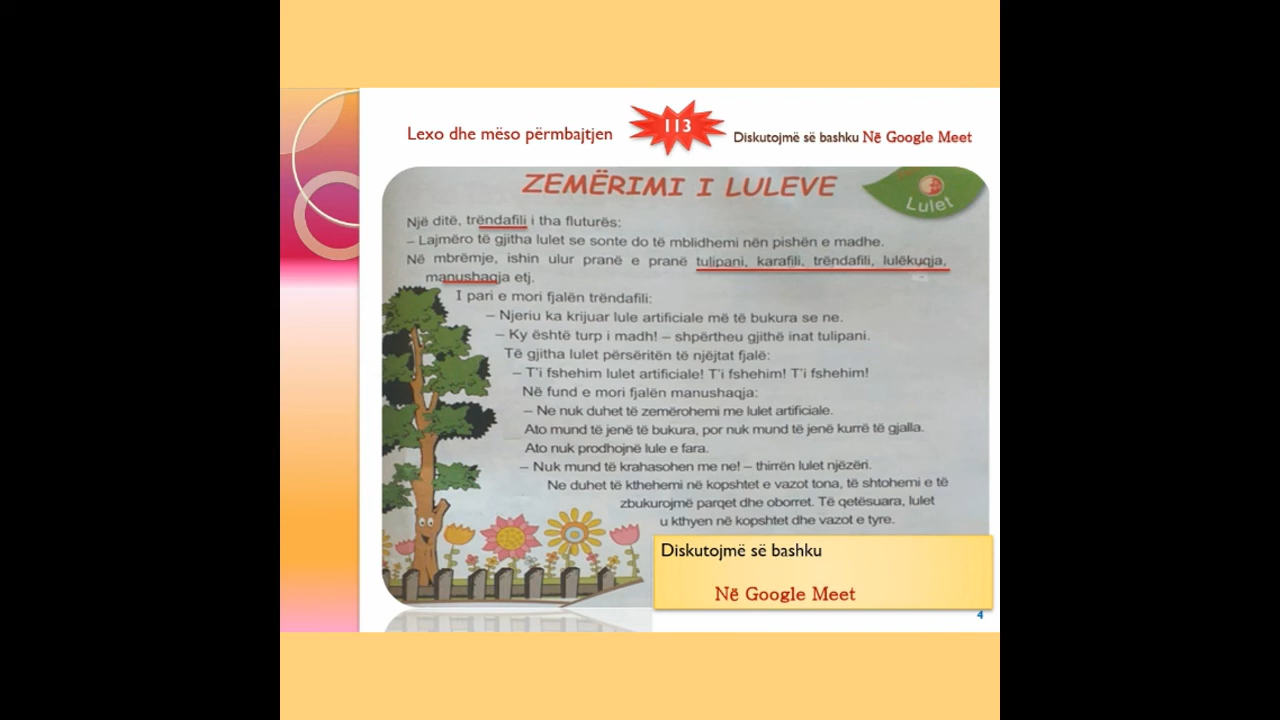 Lexo dhe mëso përmbajtjen
113
Diskutojmë së bashku Në Google Meet
ZEMËRIMI I LULEVE
Lulet
Një ditë, trëndafili i tha fluturës:
– Lajmëro të gjitha lulet se sonte do të mblidhemi nën pishën e madhe.
Në mbrëmje, ishin ulur pranë e pranë tulipani, karafili, trëndafili, lulëkuqja,
manushaqja etj.
I pari e mori fjalën trëndafili:
– Njeriu ka krijuar lule artificiale më të bukura se ne.
– Ky është turp i madh! – shpërtheu gjithë inat tulipani.
Të gjitha lulet përsëritën të njëjtat fjalë:
– T'i fshehim lulet artificiale! T'i fshehim! T'i fshehim!
Në fund e mori fjalën manushaqja:
– Ne nuk duhet të zemërohemi me lulet artificiale.
Ato mund të jenë të bukura, por nuk mund të jenë kurrë të gjalla.
Ato nuk prodhojnë lule e fara.
– Nuk mund të krahasohen me ne! – thirrën lulet njëzëri.
Ne duhet të kthehemi në kopshtet e vazot tona, të shtohemi e të
zbukurojmë parqet dhe oborret. Të qetësuara, lulet
u kthyen në kopshtet dhe vazot e tyre.
Diskutojmë së bashku
Në Google Meet
4